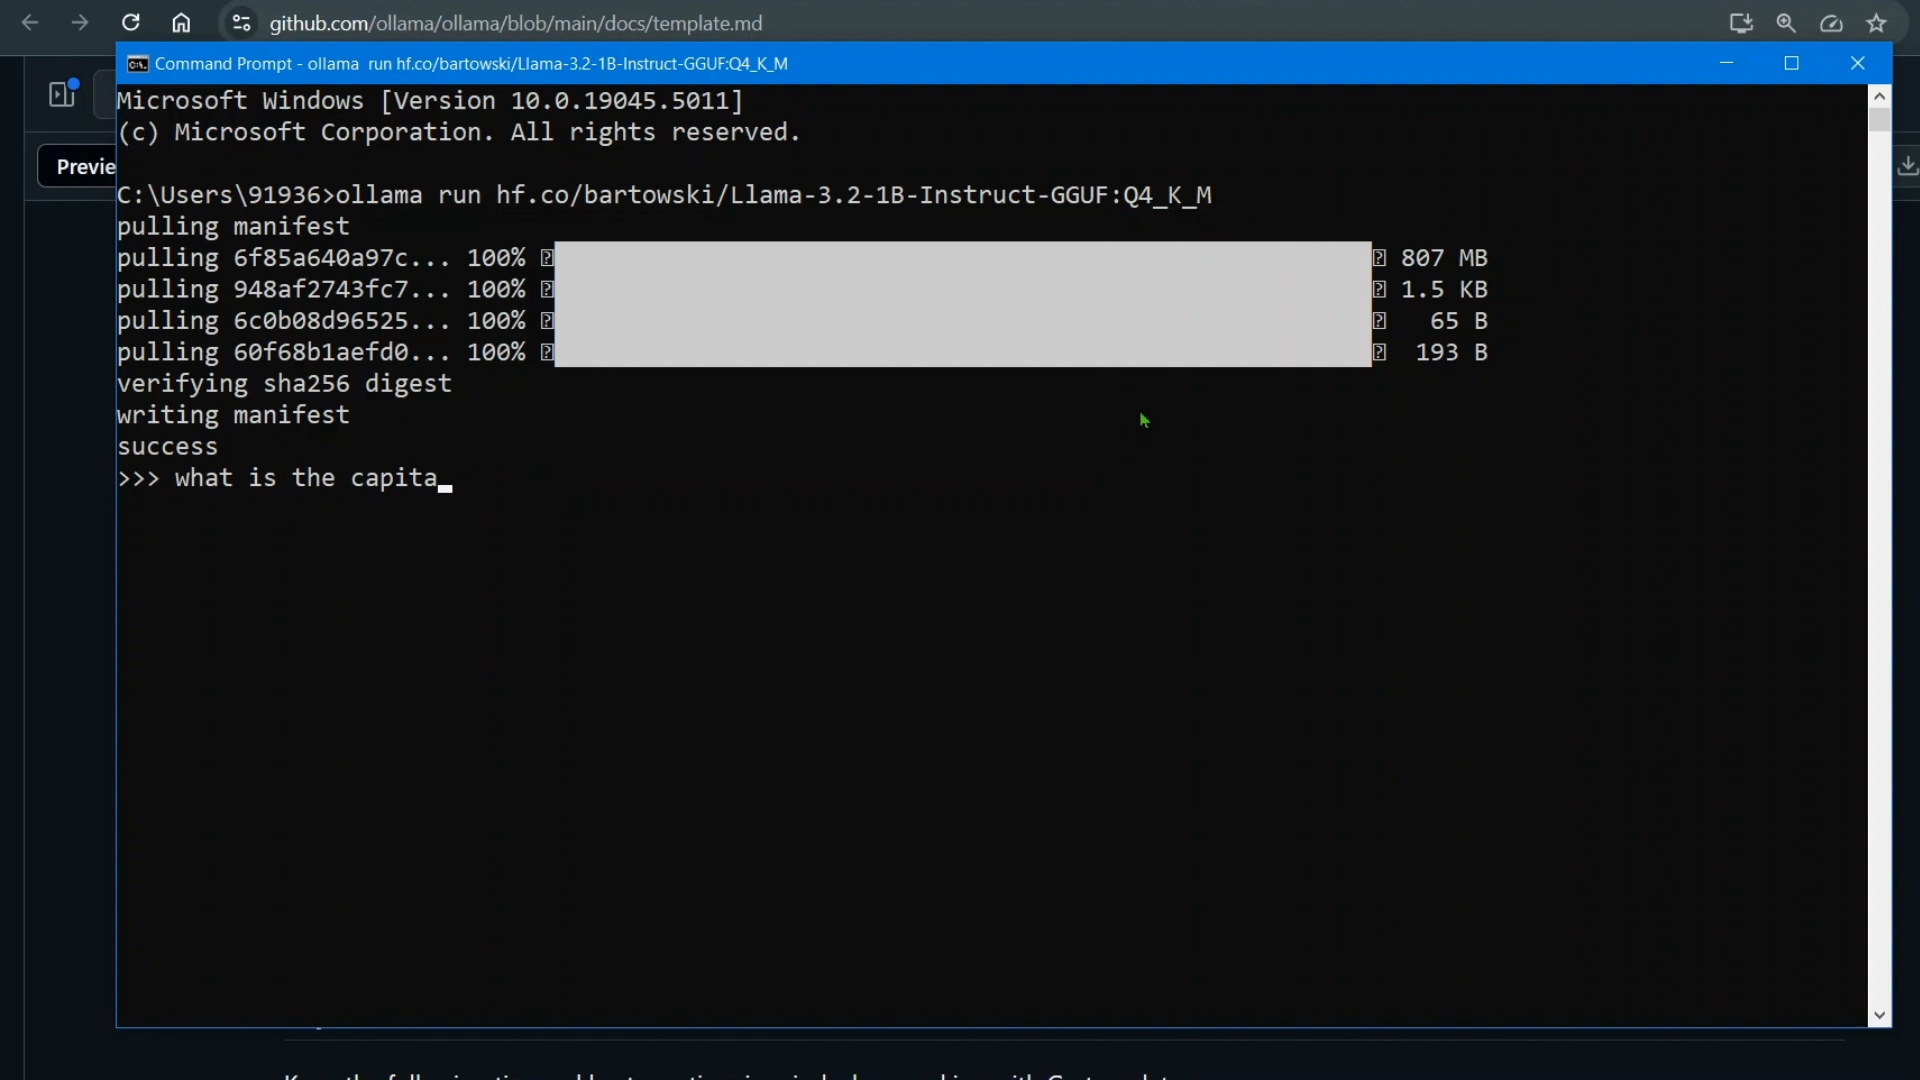 github.com/ollama/ollama/blob/main/docs/template.md
Command Prompt - ollama  run hf.co/bartowski/Llama-3.2-1B-Instruct-GGUF:Q4_K_M
Microsoft Windows [Version 10.0.19045.5011]
(c) Microsoft Corporation. All rights reserved.
Previe
C:\Users\91936>ollama run hf.co/bartowski/Llama-3.2-1B-Instruct-GGUF:Q4_K_M
pulling manifest
pulling 6f85a640a97c... 100% 807 MB
pulling 948af2743fc7... 100% 1.5 KB
pulling 6c0b08d96525... 100% 65 B
pulling 60f68b1aefd0... 100% 193 B
verifying sha256 digest
writing manifest
success
>>> what is the capita_